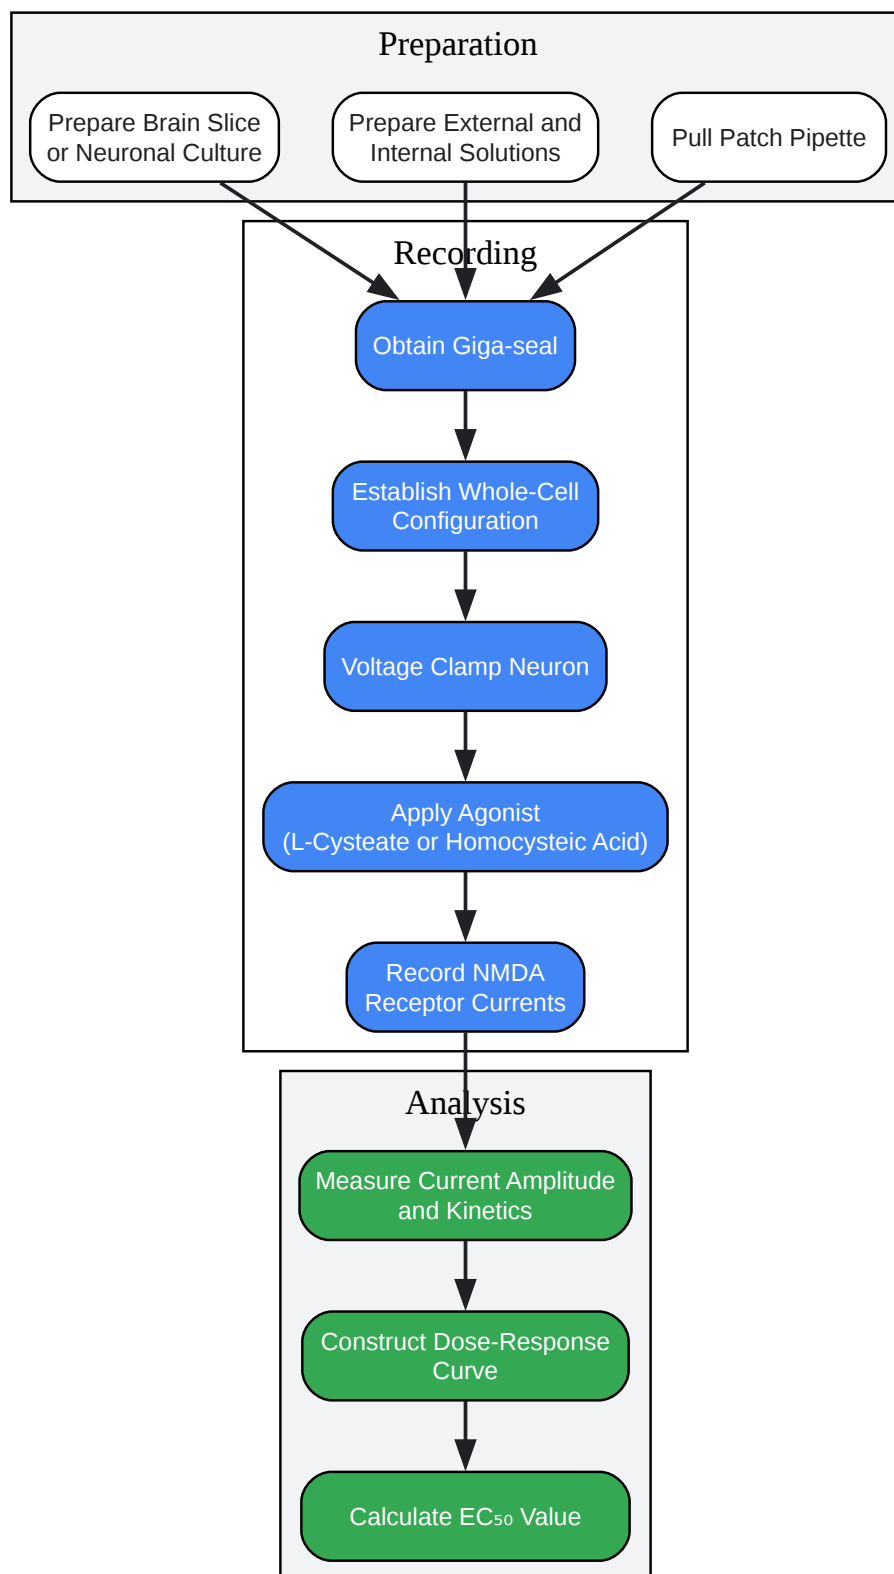 Preparation
Prepare Brain Slice
or Neuronal Culture
Prepare External and
Internal Solutions
Pull Patch Pipette
Recording
Obtain Giga-seal
Establish Whole-Cell
Configuration
Voltage Clamp Neuron
Apply Agonist
(L-Cysteate or Homocysteic Acid)
Record NMDA
Receptor Currents
Analysis
Measure Current Amplitude
and Kinetics
Construct Dose-Response
Curve
Calculate EC₅₀ Value